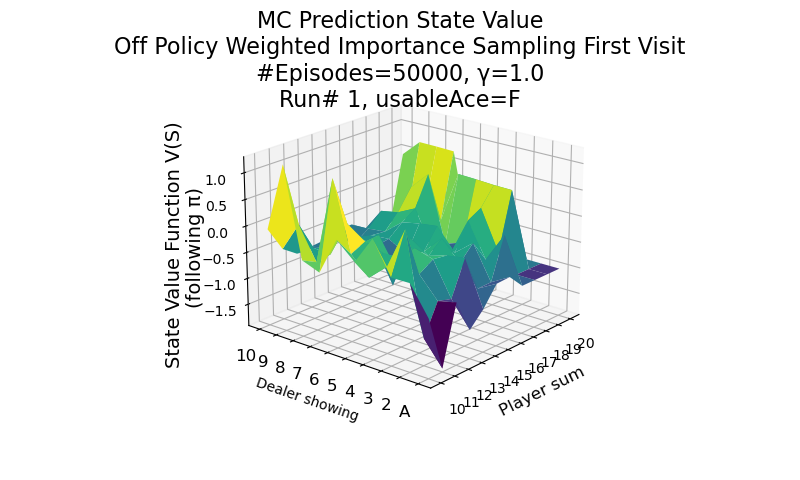 MC Prediction State Value
Off Policy Weighted Importance Sampling First Visit
#Episodes=50000, γ=1.0
Run# 1, usableAce=F
State Value Function V(S)
(following π)
1.0
0.5
0.0
−0.5
−1.0
−1.5
10 9 8 7 6 5 4 3 2 A
Dealer showing
10 11 12 13 14 15 16 17 18 19 20
Player sum